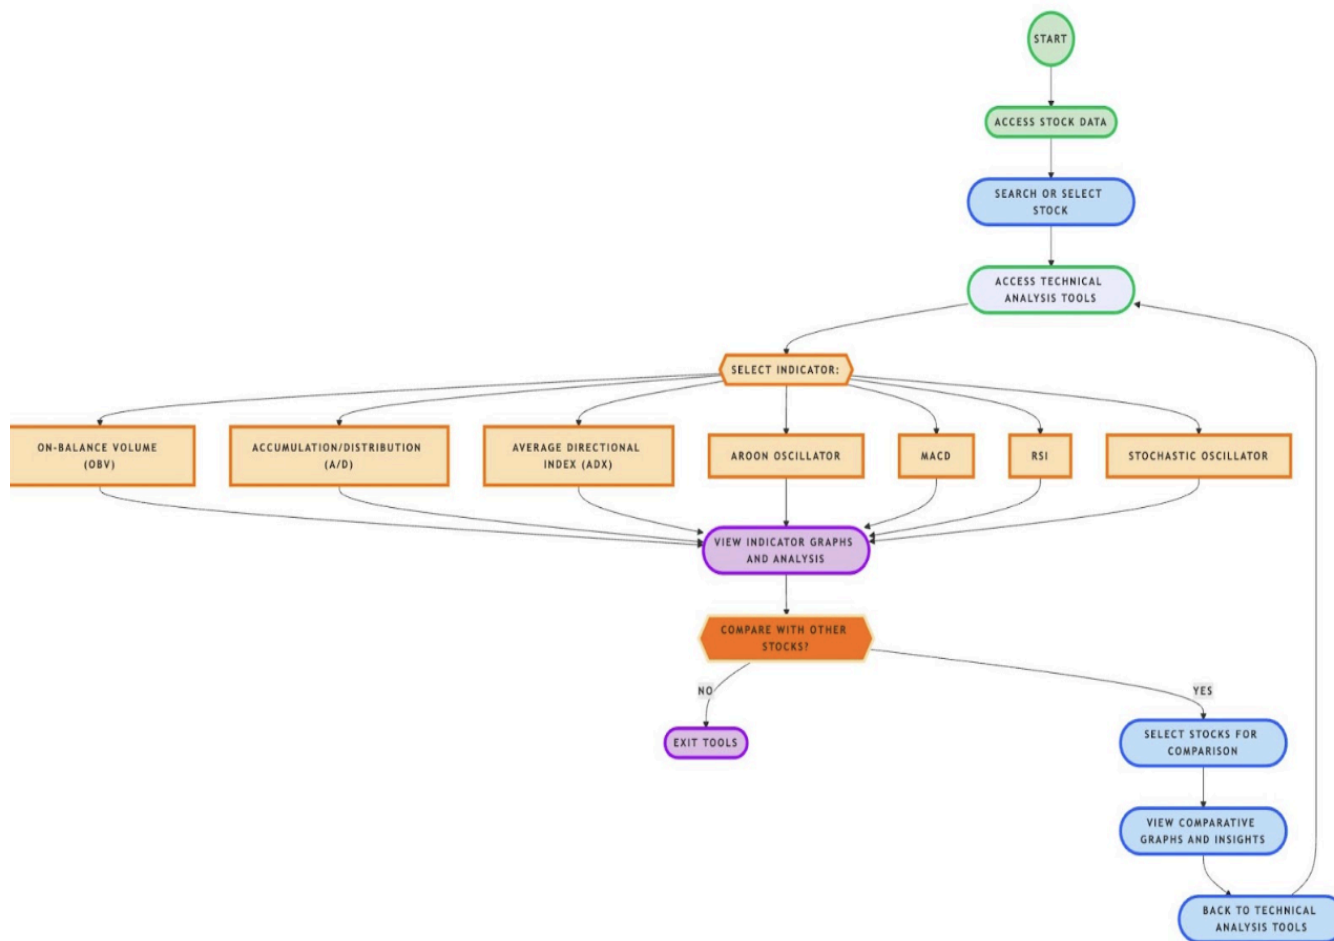 START
ACCESS STOCK DATA
SEARCH OR SELECT
STOCK
ACCESS TECHNICAL
ANALYSIS TOOLS
SELECT INDICATOR:
ON-BALANCE VOLUME
(OBV)
ACCUMULATION/DISTRIBUTION
(A/D)
AVERAGE DIRECTIONAL
INDEX (ADX)
AROON OSCILLATOR
MACD
RSI
STOCHASTIC OSCILLATOR
VIEW INDICATOR GRAPHS
AND ANALYSIS
COMPARE WITH OTHER
STOCKS?
NO
YES
EXIT TOOLS
SELECT STOCKS FOR
COMPARISON
VIEW COMPARATIVE
GRAPHS AND INSIGHTS
BACK TO TECHNICAL
ANALYSIS TOOLS